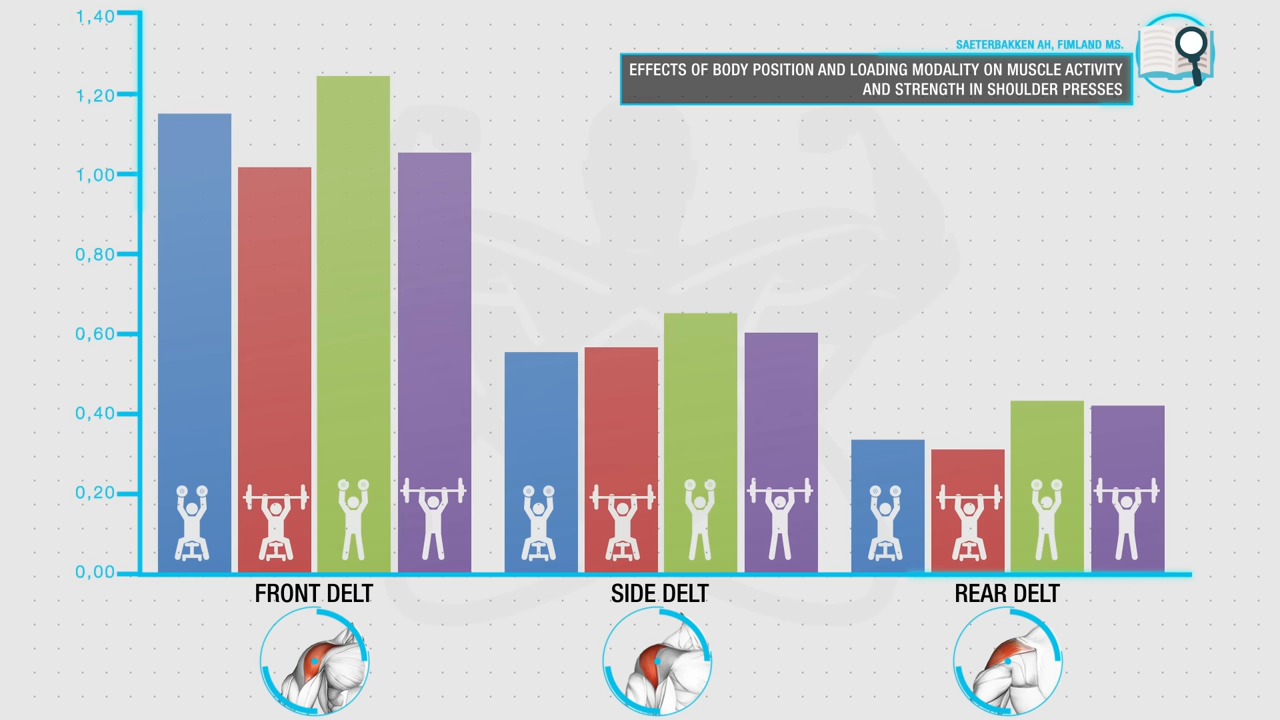 SAETERBAKKEN AH, FIMLAND MS.
EFFECTS OF BODY POSITION AND LOADING MODALITY ON MUSCLE ACTIVITY
AND STRENGTH IN SHOULDER PRESSES
1,40
1,20
1,00
0,80
0,60
0,40
0,20
0,00
FRONT DELT
SIDE DELT
REAR DELT